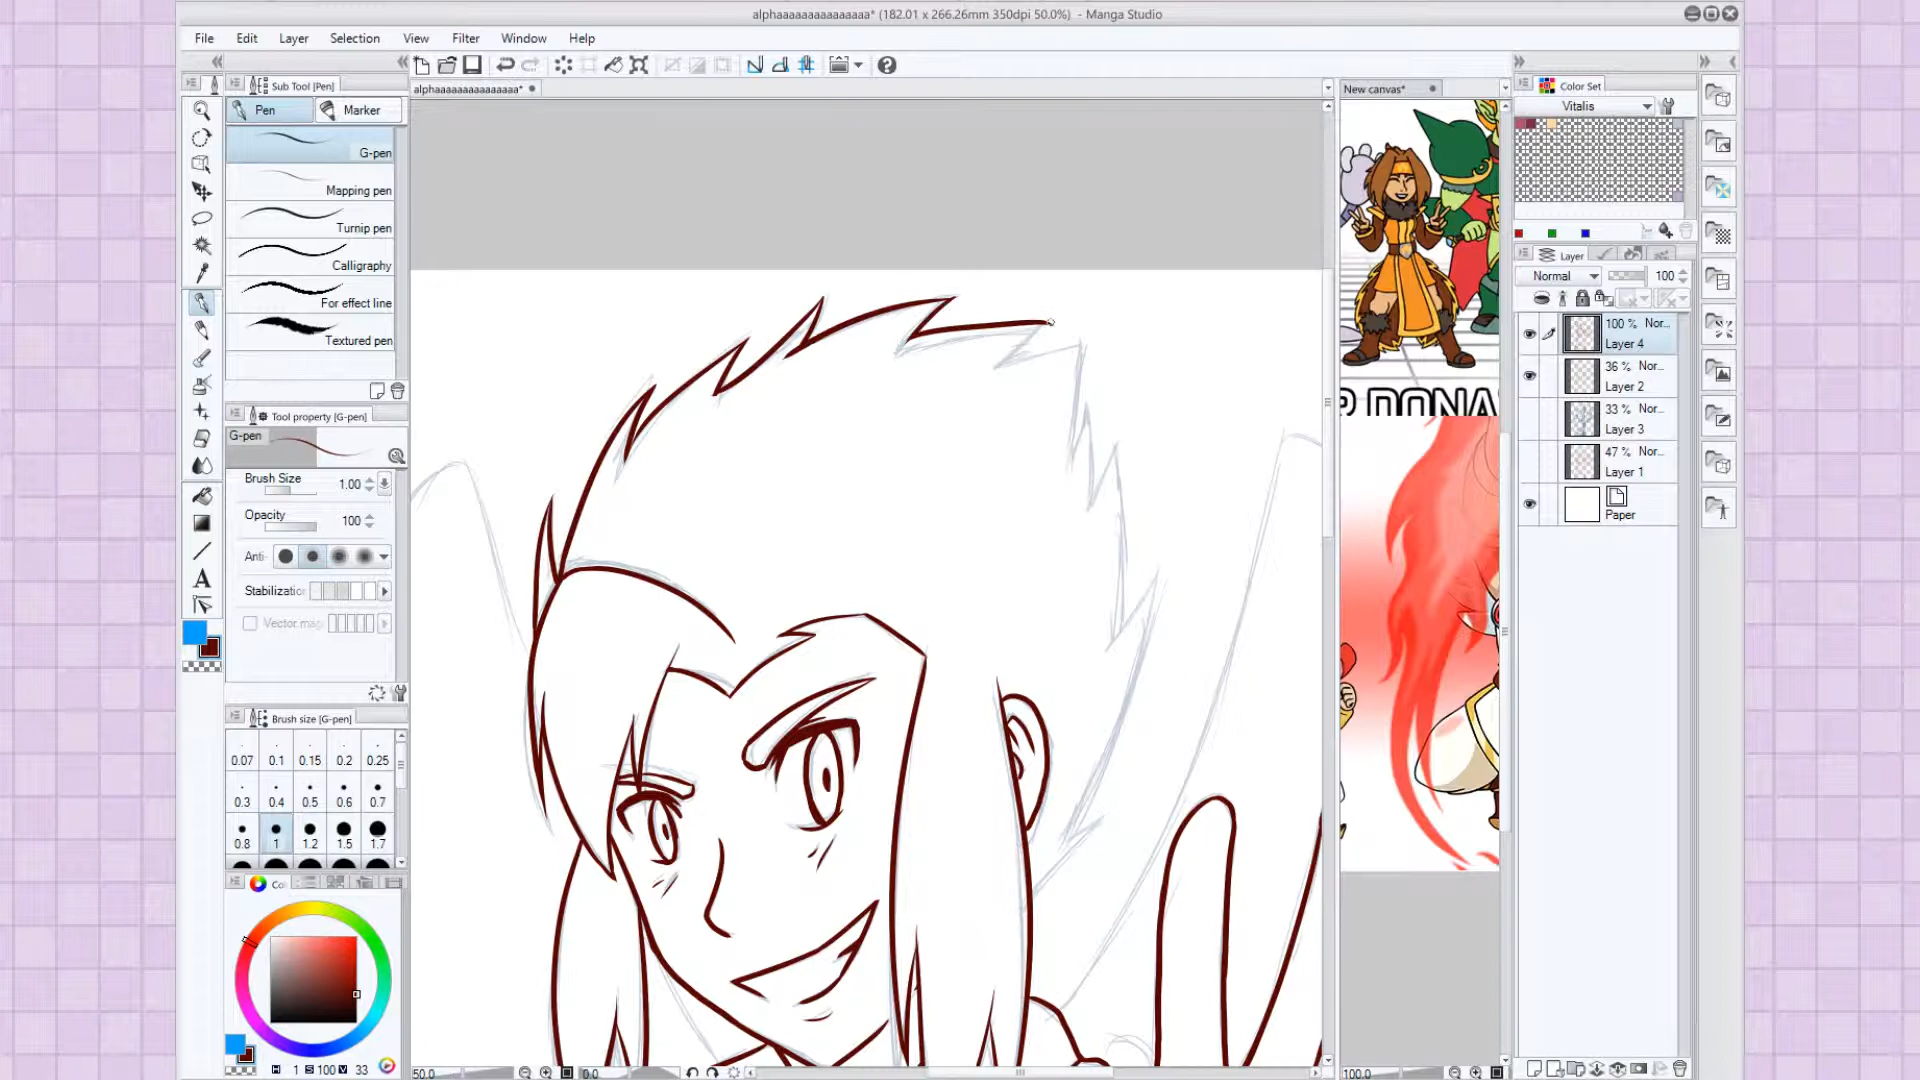 alphaaaaaaaaaaaaaaaa* (182.01 x 266.26mm 350dpi 50.0%)  - Manga Studio
File Edit Layer Selection View Filter Window Help
Sub Tool [Pen]
alphaaaaaaaaaaaaaaaa*
New canvas*
Color Set
Pen Marker
Vitalis
G-pen
Mapping pen
Turnip pen
Calligraphy
For effect line
Textured pen
Layer
Normal 100
100 % Nor...
Layer 4
36 % Nor...
Layer 2
33 % Nor...
Layer 3
47 % Nor...
Layer 1
Paper
Tool property [G-pen]
G-pen
Brush Size 1.00
Opacity 100
Anti-
Stabilization
Vector mag
Brush size [G-pen]
0.07 0.1 0.15 0.2 0.25
0.3 0.4 0.5 0.6 0.7
0.8 1 1.2 1.5 1.7
Co
H 1 S 100 V 33
50.0 0.0
100.0